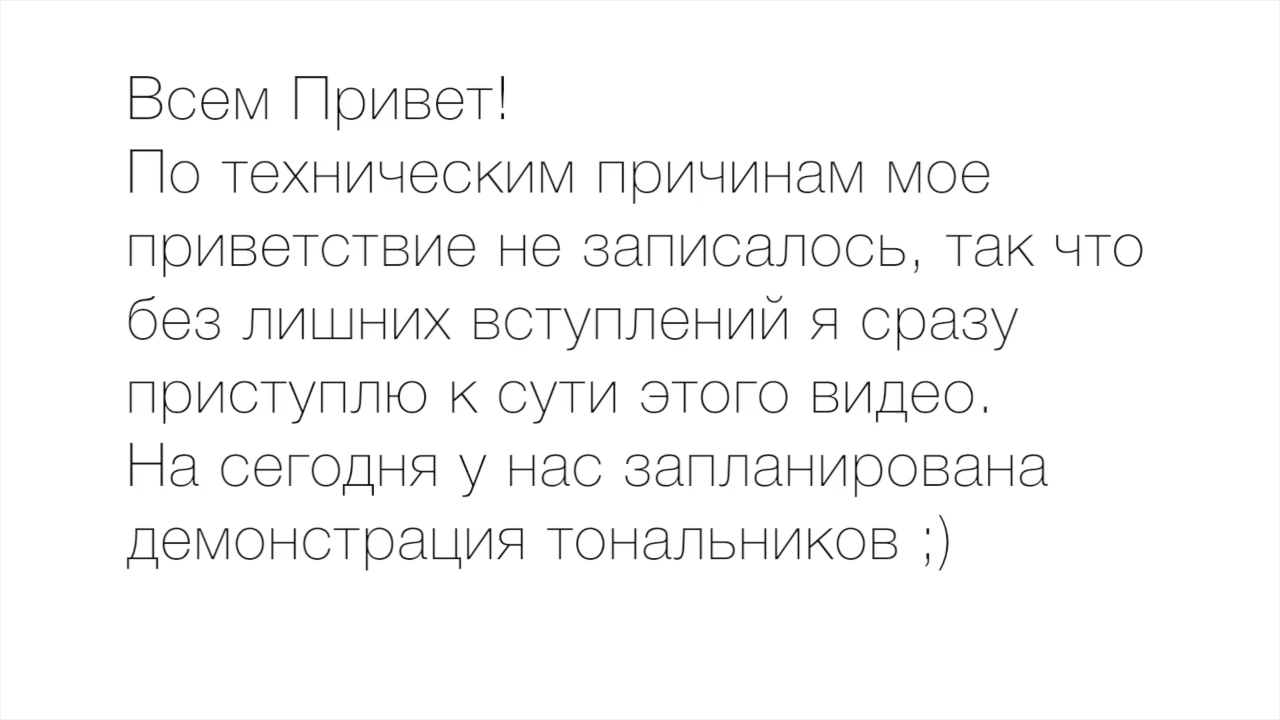 Всем Привет!
По техническим причинам мое
приветствие не записалось, так что
без лишних вступлений я сразу
приступлю к сути этого видео.
На сегодня у нас запланирована
демонстрация тональников ;)